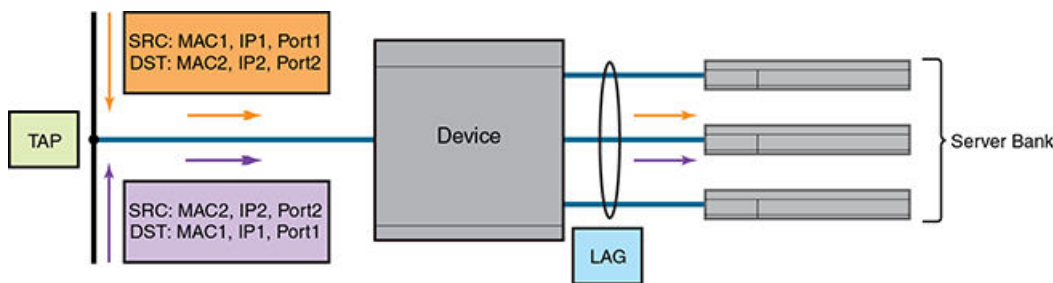 SRC: MAC1, IP1, Port1
DST: MAC2, IP2, Port2
TAP
Device
Server Bank
SRC: MAC2, IP2, Port2
DST: MAC1, IP1, Port1
LAG